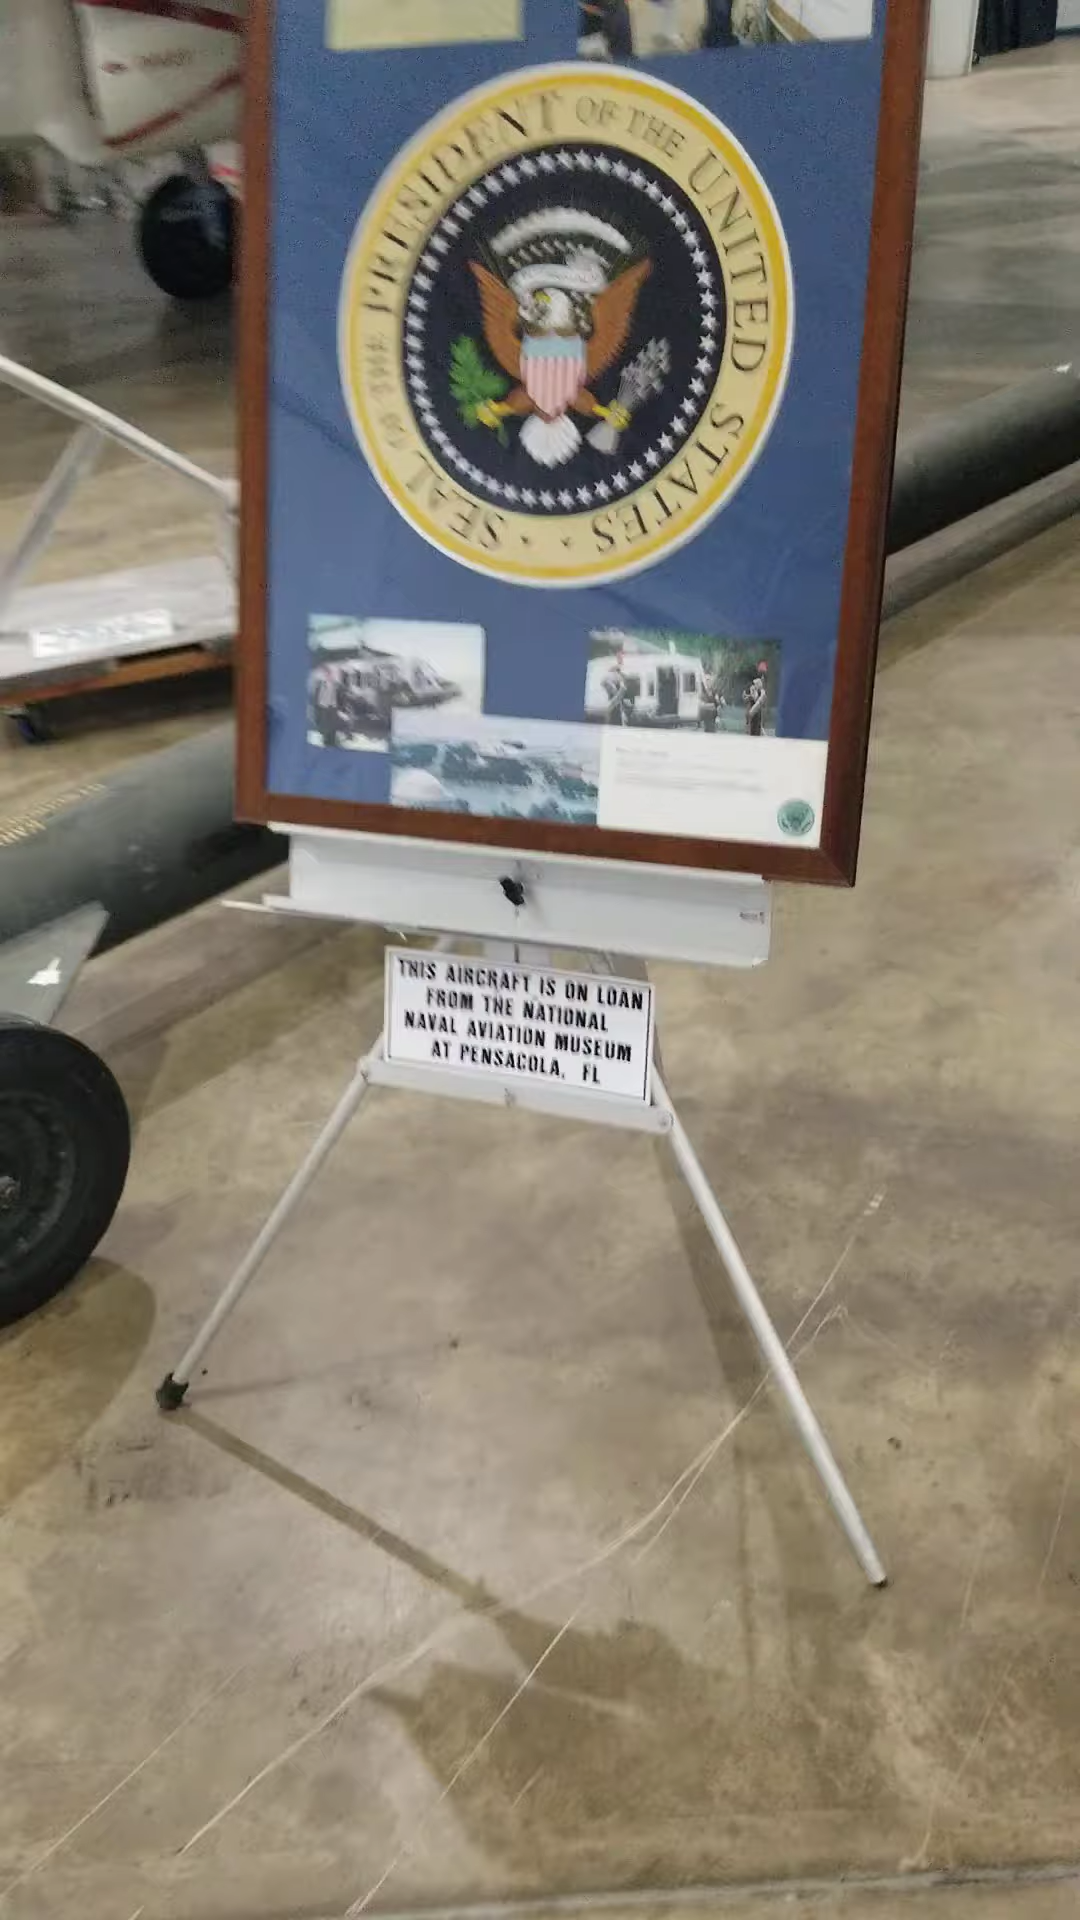 SEAL OF THE PRESIDENT OF THE UNITED STATES
THIS AIRCRAFT IS ON LOAN
FROM THE NATIONAL
NAVAL AVIATION MUSEUM
AT PENSACOLA, FL